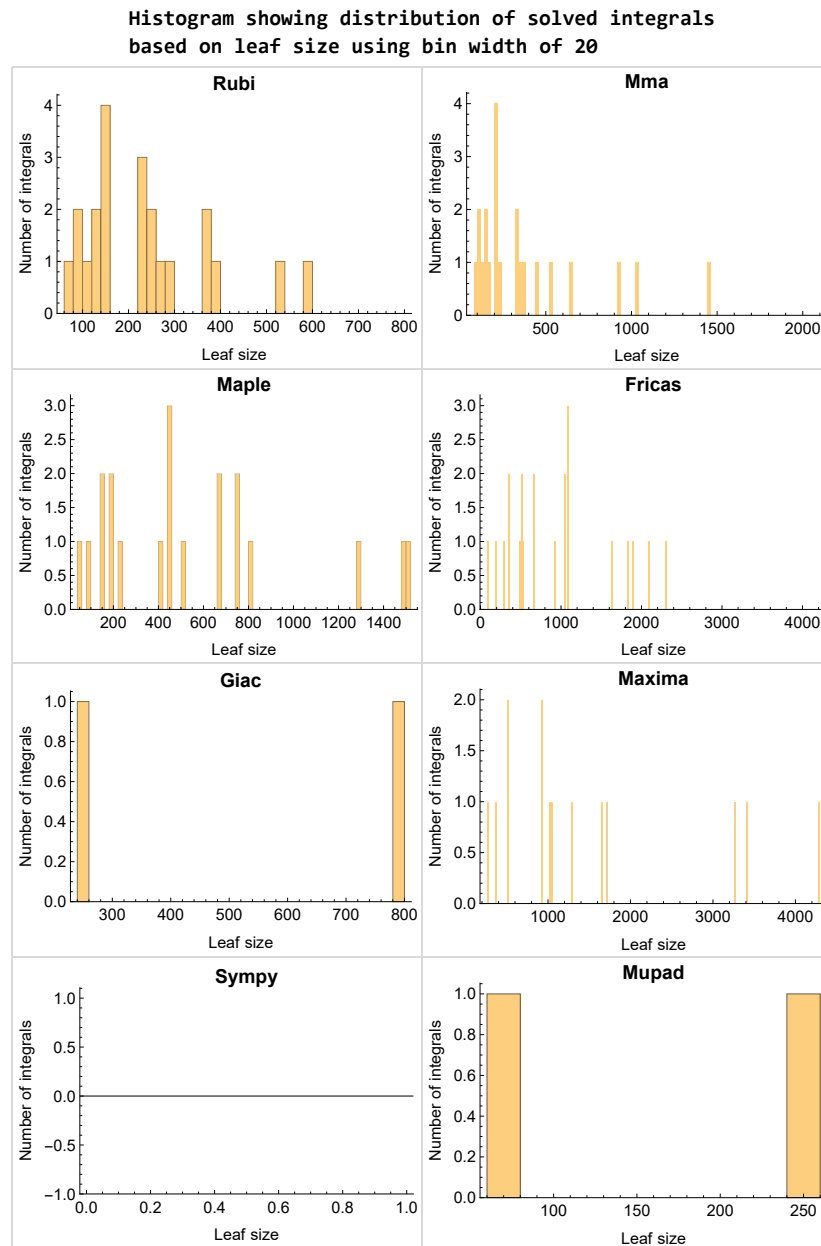 Histogram showing distribution of solved integrals
based on leaf size using bin width of 20
Rubi
Number of integrals
4
3
2
1
0
100 200 300 400 500 600 700 800
Leaf size
Mma
Number of integrals
4
3
2
1
0
500 1000 1500 2000
Leaf size
Maple
Number of integrals
3.0
2.5
2.0
1.5
1.0
0.5
0.0
200 400 600 800 1000 1200 1400
Leaf size
Fricas
Number of integrals
3.0
2.5
2.0
1.5
1.0
0.5
0.0
0 1000 2000 3000 4000
Leaf size
Giac
Number of integrals
1.0
0.8
0.6
0.4
0.2
0.0
300 400 500 600 700 800
Leaf size
Maxima
Number of integrals
2.0
1.5
1.0
0.5
0.0
1000 2000 3000 4000
Leaf size
Sympy
Number of integrals
1.0
0.5
0.0
−0.5
−1.0
0.0 0.2 0.4 0.6 0.8 1.0
Leaf size
Mupad
Number of integrals
1.0
0.8
0.6
0.4
0.2
0.0
100 150 200 250
Leaf size